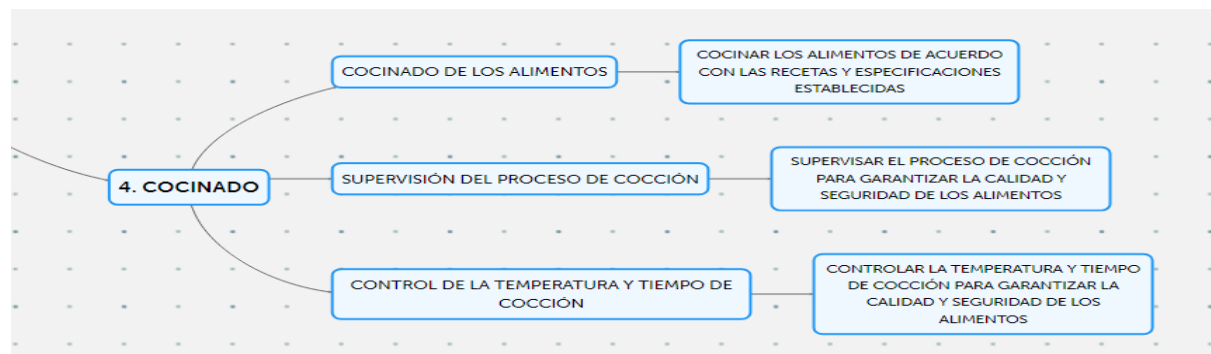 COCINADO DE LOS ALIMENTOS
COCINAR LOS ALIMENTOS DE ACUERDO
CON LAS RECETAS Y ESPECIFICACIONES
ESTABLECIDAS
4. COCINADO
SUPERVISIÓN DEL PROCESO DE COCCIÓN
SUPERVISAR EL PROCESO DE COCCIÓN
PARA GARANTIZAR LA CALIDAD Y
SEGURIDAD DE LOS ALIMENTOS
CONTROL DE LA TEMPERATURA Y TIEMPO DE
COCCIÓN
CONTROLAR LA TEMPERATURA Y TIEMPO
DE COCCIÓN PARA GARANTIZAR LA
CALIDAD Y SEGURIDAD DE LOS
ALIMENTOS